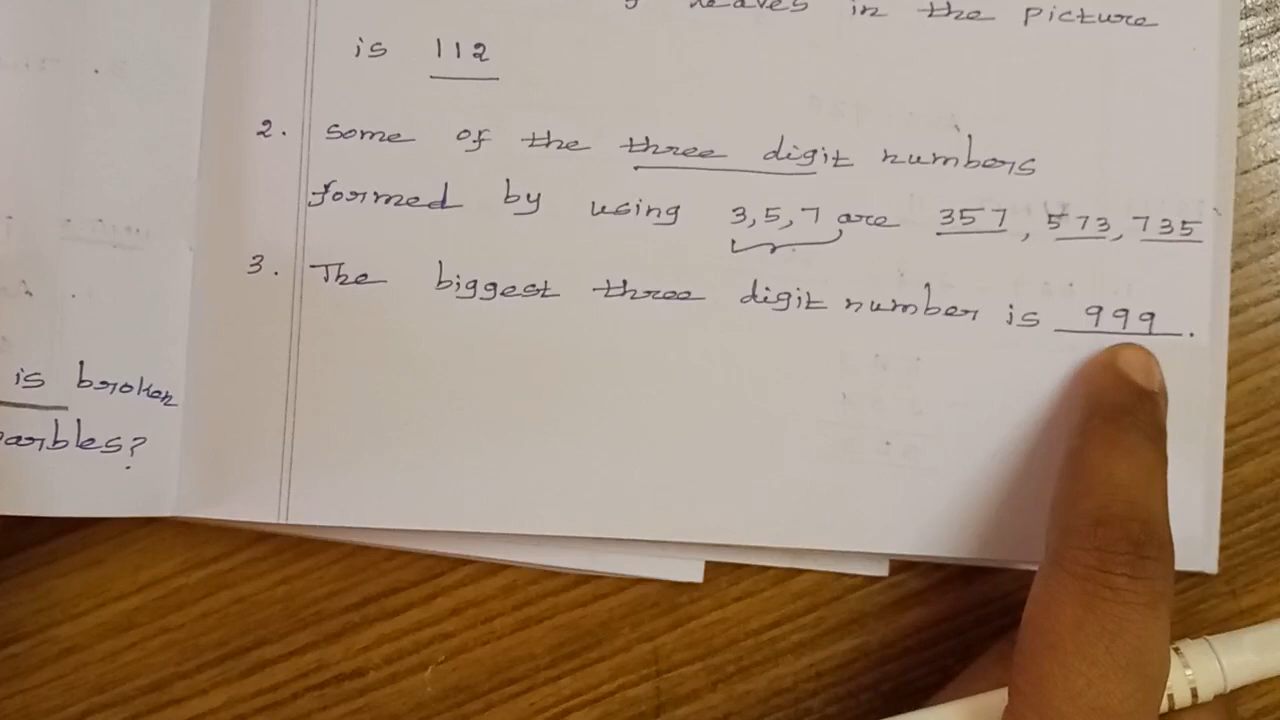 leaves in the picture
is 112
2. Some of the three digit numbers
formed by using 3,5,7 are 357, 573, 735
3. The biggest three digit number is 999.
is broken
marbles?